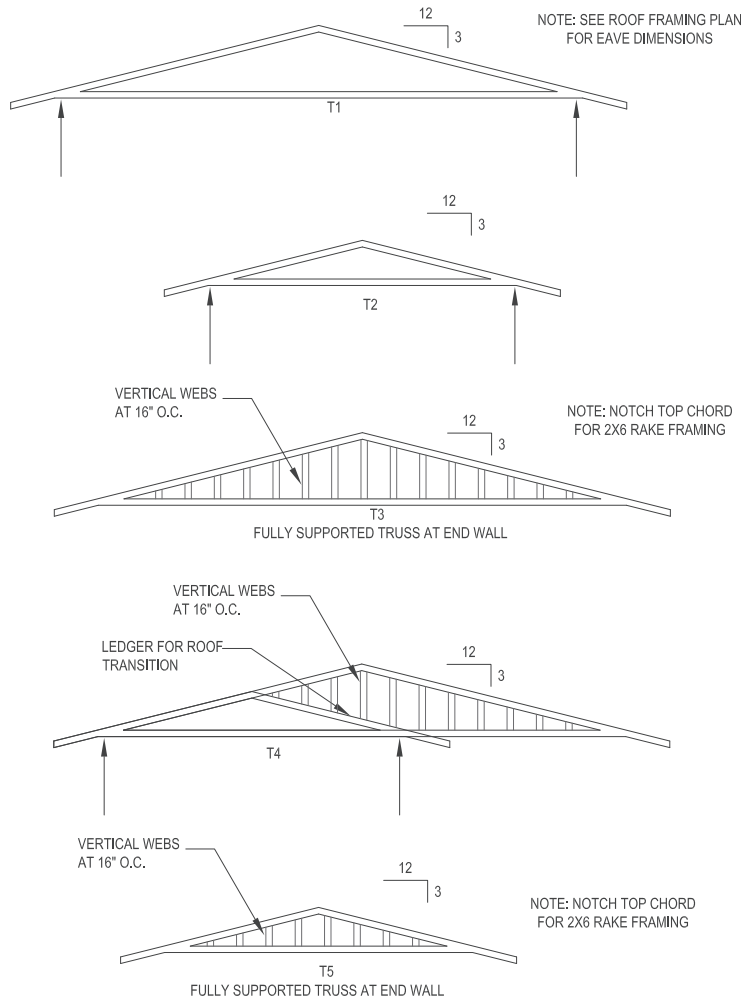 12
3
NOTE: SEE ROOF FRAMING PLAN
FOR EAVE DIMENSIONS
T1
12
3
T2
VERTICAL WEBS
AT 16" O.C.
12
3
NOTE: NOTCH TOP CHORD
FOR 2X6 RAKE FRAMING
T3
FULLY SUPPORTED TRUSS AT END WALL
VERTICAL WEBS
AT 16" O.C.
LEDGER FOR ROOF
TRANSITION
12
3
T4
VERTICAL WEBS
AT 16" O.C.
12
3
NOTE: NOTCH TOP CHORD
FOR 2X6 RAKE FRAMING
T5
FULLY SUPPORTED TRUSS AT END WALL